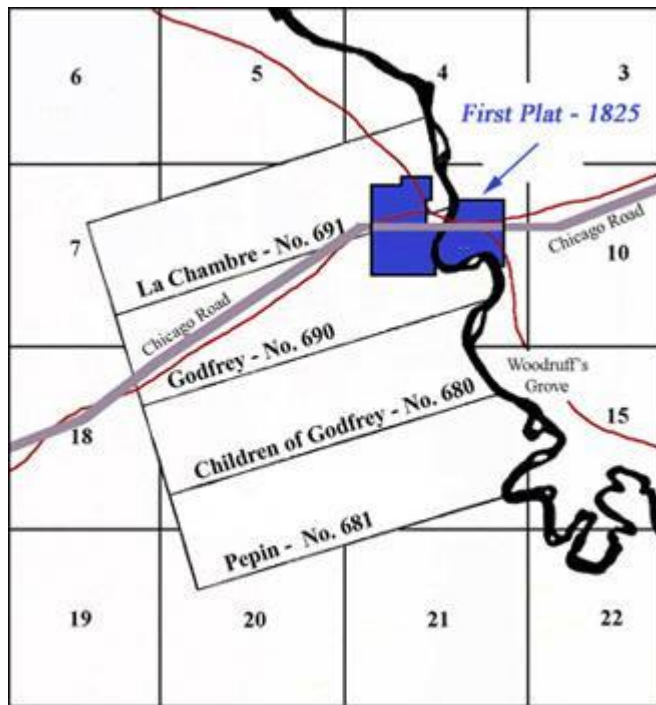 6
5
4
3
First Plat - 1825
7
La Chambre - No. 691
Chicago Road
10
Chicago Road
Godfrey - No. 690
Woodruff's
Grove
18
Children of Godfrey - No. 680
15
Pepin - No. 681
19
20
21
22